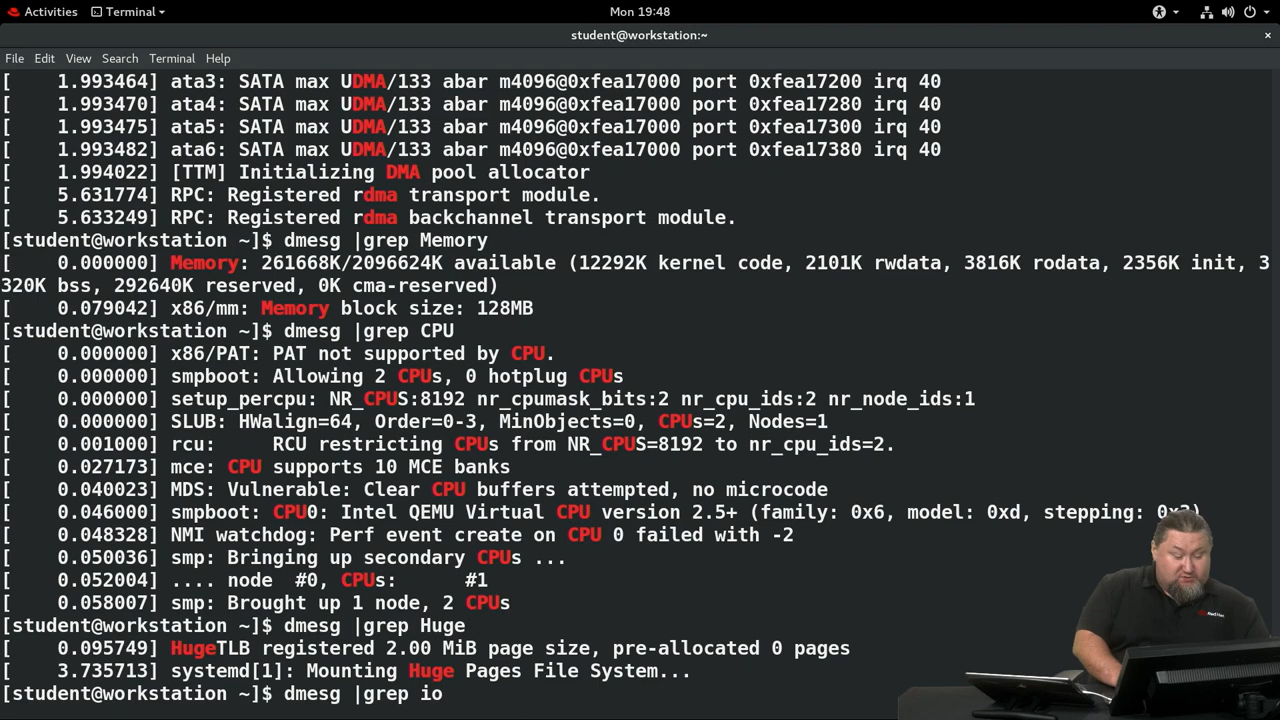 Activities Terminal Mon 19:48
student@workstation:~ ×
File Edit View Search Terminal Help
[    1.993464] ata3: SATA max UDMA/133 abar m4096@0xfea17000 port 0xfea17200 irq 40
[    1.993470] ata4: SATA max UDMA/133 abar m4096@0xfea17000 port 0xfea17280 irq 40
[    1.993475] ata5: SATA max UDMA/133 abar m4096@0xfea17000 port 0xfea17300 irq 40
[    1.993482] ata6: SATA max UDMA/133 abar m4096@0xfea17000 port 0xfea17380 irq 40
[    1.994022] [TTM] Initializing DMA pool allocator
[    5.631774] RPC: Registered rdma transport module.
[    5.633249] RPC: Registered rdma backchannel transport module.
[student@workstation ~]$ dmesg |grep Memory
[    0.000000] Memory: 261668K/2096624K available (12292K kernel code, 2101K rwdata, 3816K rodata, 2356K init, 3
320K bss, 292640K reserved, 0K cma-reserved)
[    0.079042] x86/mm: Memory block size: 128MB
[student@workstation ~]$ dmesg |grep CPU
[    0.000000] x86/PAT: PAT not supported by CPU.
[    0.000000] smpboot: Allowing 2 CPUs, 0 hotplug CPUs
[    0.000000] setup_percpu: NR_CPUS:8192 nr_cpumask_bits:2 nr_cpu_ids:2 nr_node_ids:1
[    0.000000] SLUB: HWalign=64, Order=0-3, MinObjects=0, CPUs=2, Nodes=1
[    0.001000] rcu:     RCU restricting CPUs from NR_CPUS=8192 to nr_cpu_ids=2.
[    0.027173] mce: CPU supports 10 MCE banks
[    0.040023] MDS: Vulnerable: Clear CPU buffers attempted, no microcode
[    0.046000] smpboot: CPU0: Intel QEMU Virtual CPU version 2.5+ (family: 0x6, model: 0xd, stepping:
[    0.048328] NMI watchdog: Perf event create on CPU 0 failed with -2
[    0.050036] smp: Bringing up secondary CPUs ...
[    0.052004] .... node  #0, CPUs:      #1
[    0.058007] smp: Brought up 1 node, 2 CPUs
[student@workstation ~]$ dmesg |grep Huge
[    0.095749] HugeTLB registered 2.00 MiB page size, pre-allocated 0 pages
[    3.735713] systemd[1]: Mounting Huge Pages File System...
[student@workstation ~]$ dmesg |grep io
Red Hat